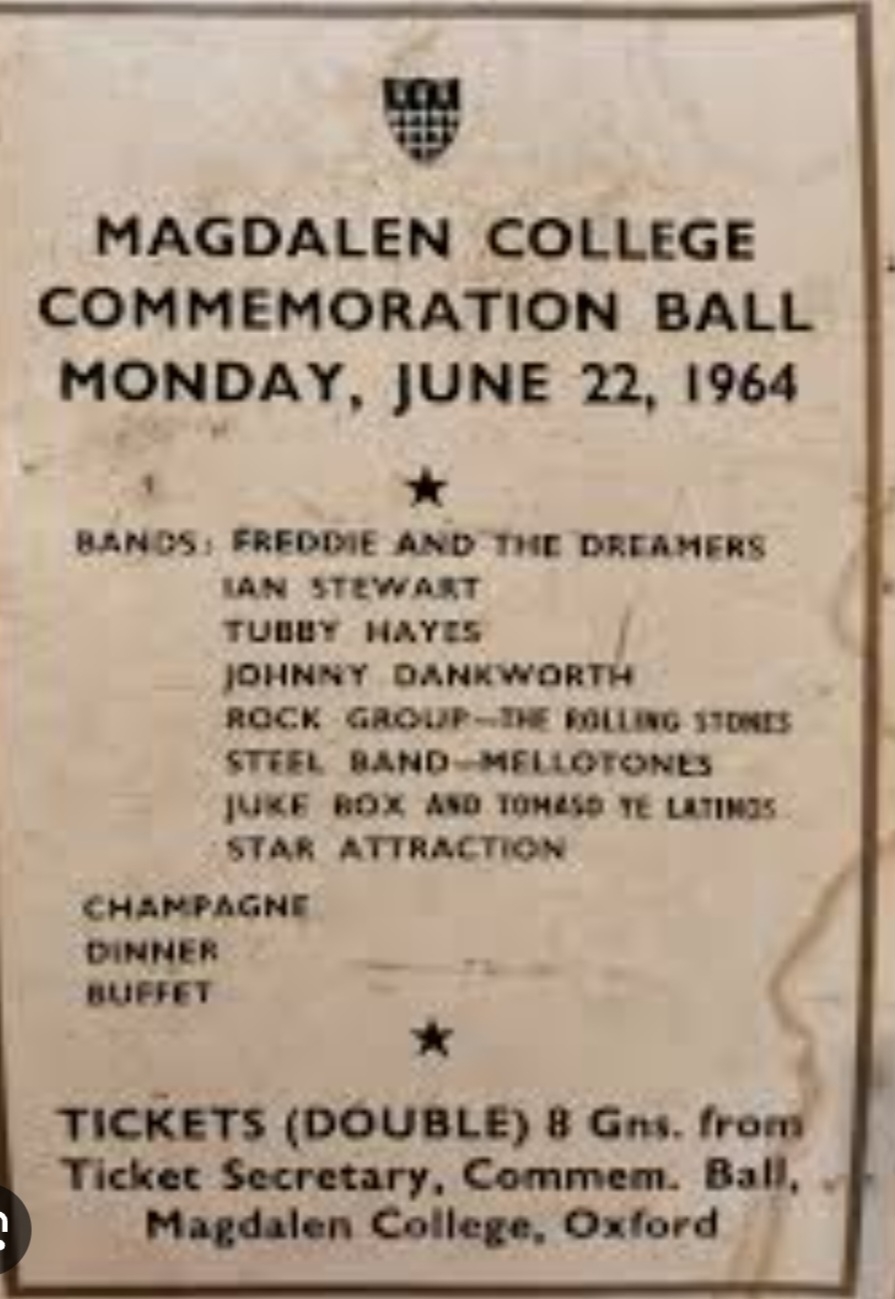 MAGDALEN COLLEGE
COMMEMORATION BALL
MONDAY, JUNE 22, 1964
BANDS: FREDDIE AND THE DREAMERS
IAN STEWART
TUBBY HAYES
JOHNNY DANKWORTH
ROCK GROUP—THE ROLLING STONES
STEEL BAND—MELLOTONES
JUKE BOX AND TOMASO YE LATINOS
STAR ATTRACTION
CHAMPAGNE
DINNER
BUFFET
TICKETS (DOUBLE) 8 Gns. from
Ticket Secretary, Commem. Ball,
Magdalen College, Oxford